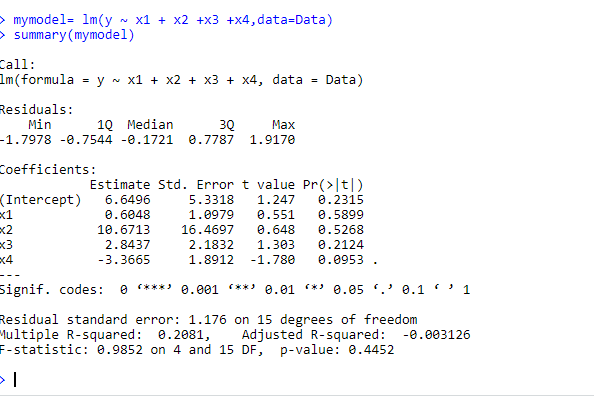 > mymodel= lm(y ~ x1 + x2 +x3 +x4,data=Data)
> summary(mymodel)
Call:
lm(formula = y ~ x1 + x2 + x3 + x4, data = Data)
Residuals:
Min 1Q Median 3Q Max
-1.7978 -0.7544 -0.1721 0.7787 1.9170
Coefficients:
Estimate Std. Error t value Pr(>|t|)
(Intercept) 6.6496 5.3318 1.247 0.2315
x1 0.6048 1.0979 0.551 0.5899
x2 10.6713 16.4697 0.648 0.5268
x3 2.8437 2.1832 1.303 0.2124
x4 -3.3665 1.8912 -1.780 0.0953 .
---
Signif. codes: 0 ‘***’ 0.001 ‘**’ 0.01 ‘*’ 0.05 ‘.’ 0.1 ‘ ’ 1
Residual standard error: 1.176 on 15 degrees of freedom
Multiple R-squared: 0.2081, Adjusted R-squared: -0.003126
F-statistic: 0.9852 on 4 and 15 DF, p-value: 0.4452
>